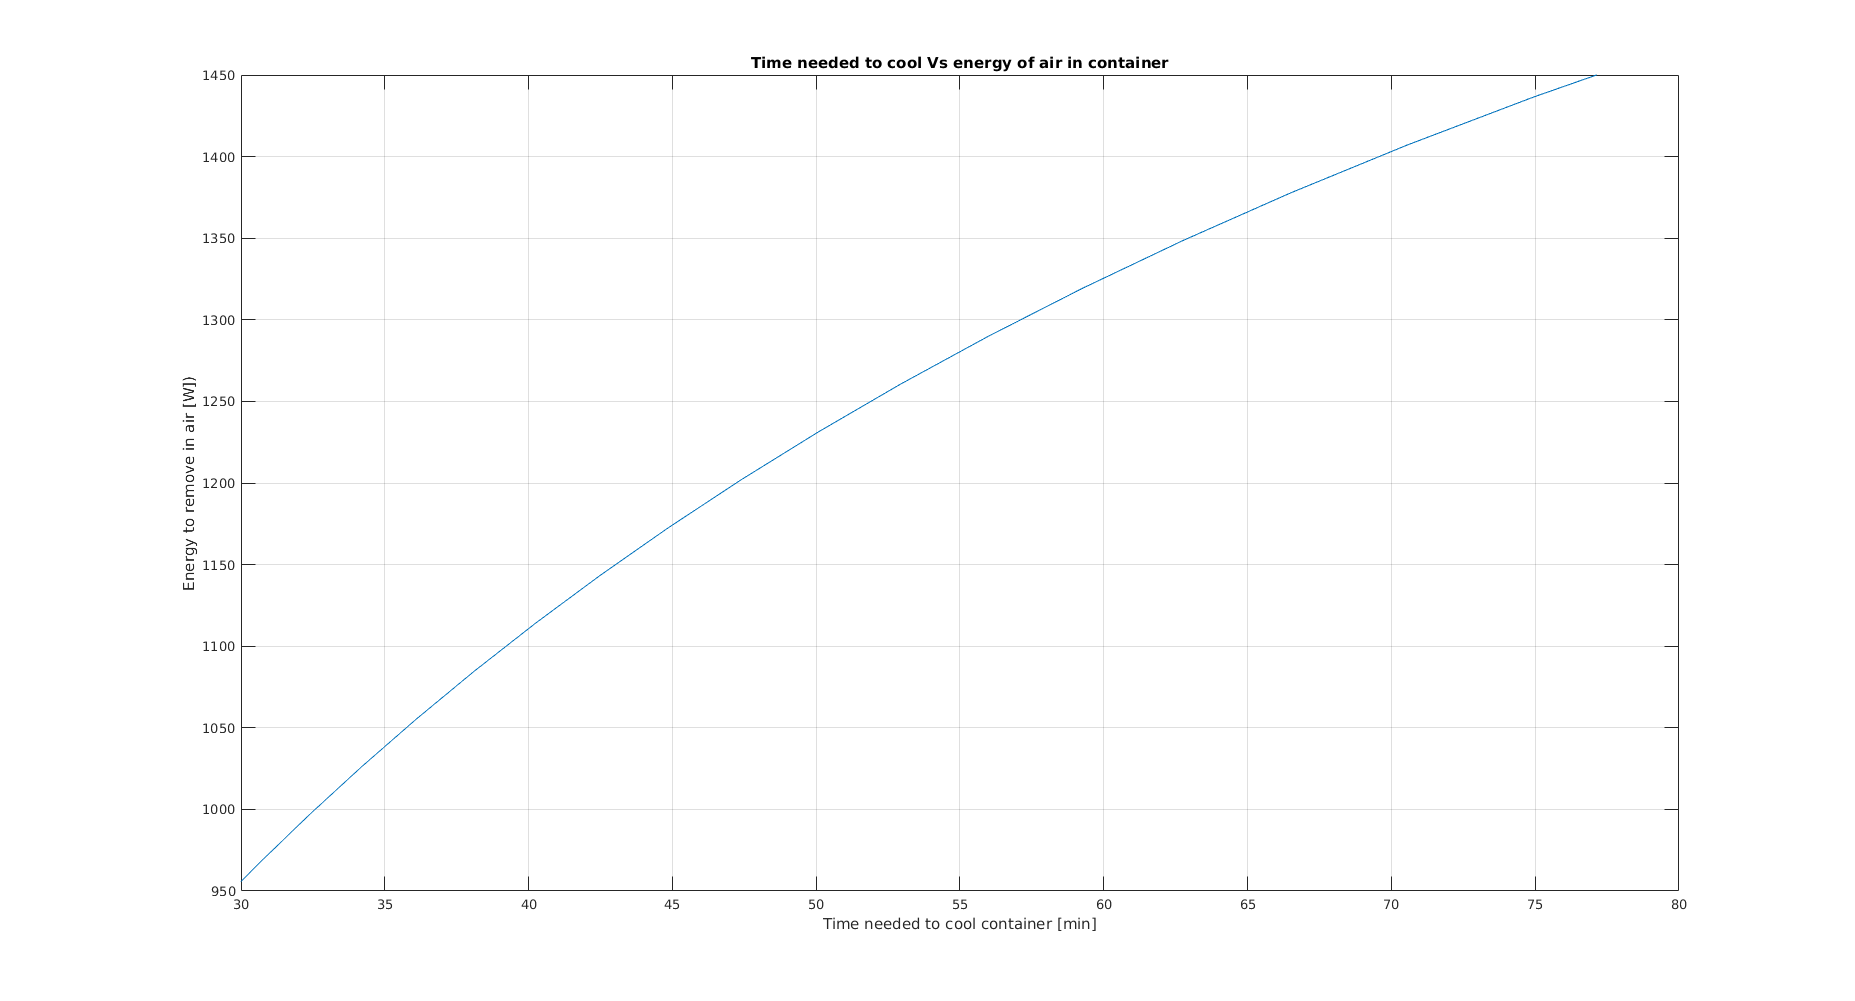 Time needed to cool Vs energy of air in container
1450
1400
1350
1300
1250
1200
1150
1100
1050
1000
950
Energy to remove in air [W])
30 35 40 45 50 55 60 65 70 75 80
Time needed to cool container [min]